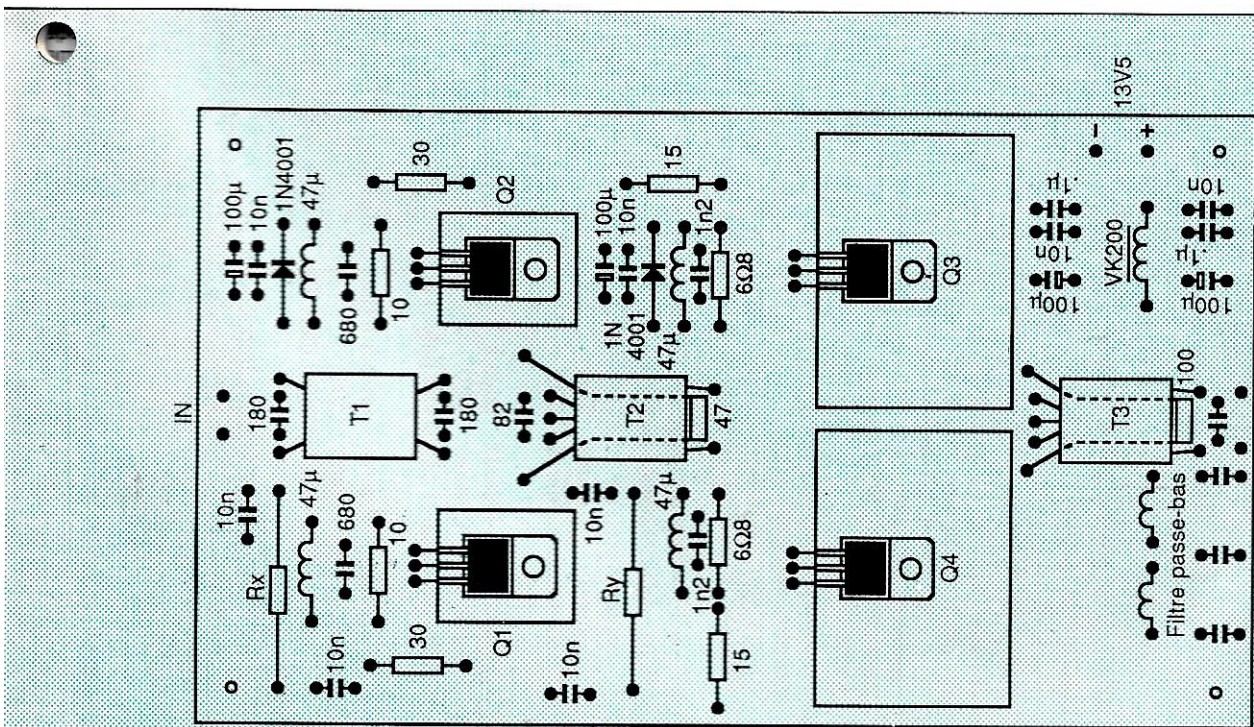 IN
100µ
10n
1N4001
47µ
680
10
30
Q2
180
T1
180
10n
Rx
47µ
680
10
30
10n
Q1
100µ
10n
1N
4001
47µ
1n2
6Ω8
15
82
T2
47
10n
Ry
47µ
1n2
6Ω8
15
10n
Q3
Q4
13V5
-
+
.1µ
10n
100µ
VK200
10n
.1µ
100µ
T3
100
Filtre passe-bas